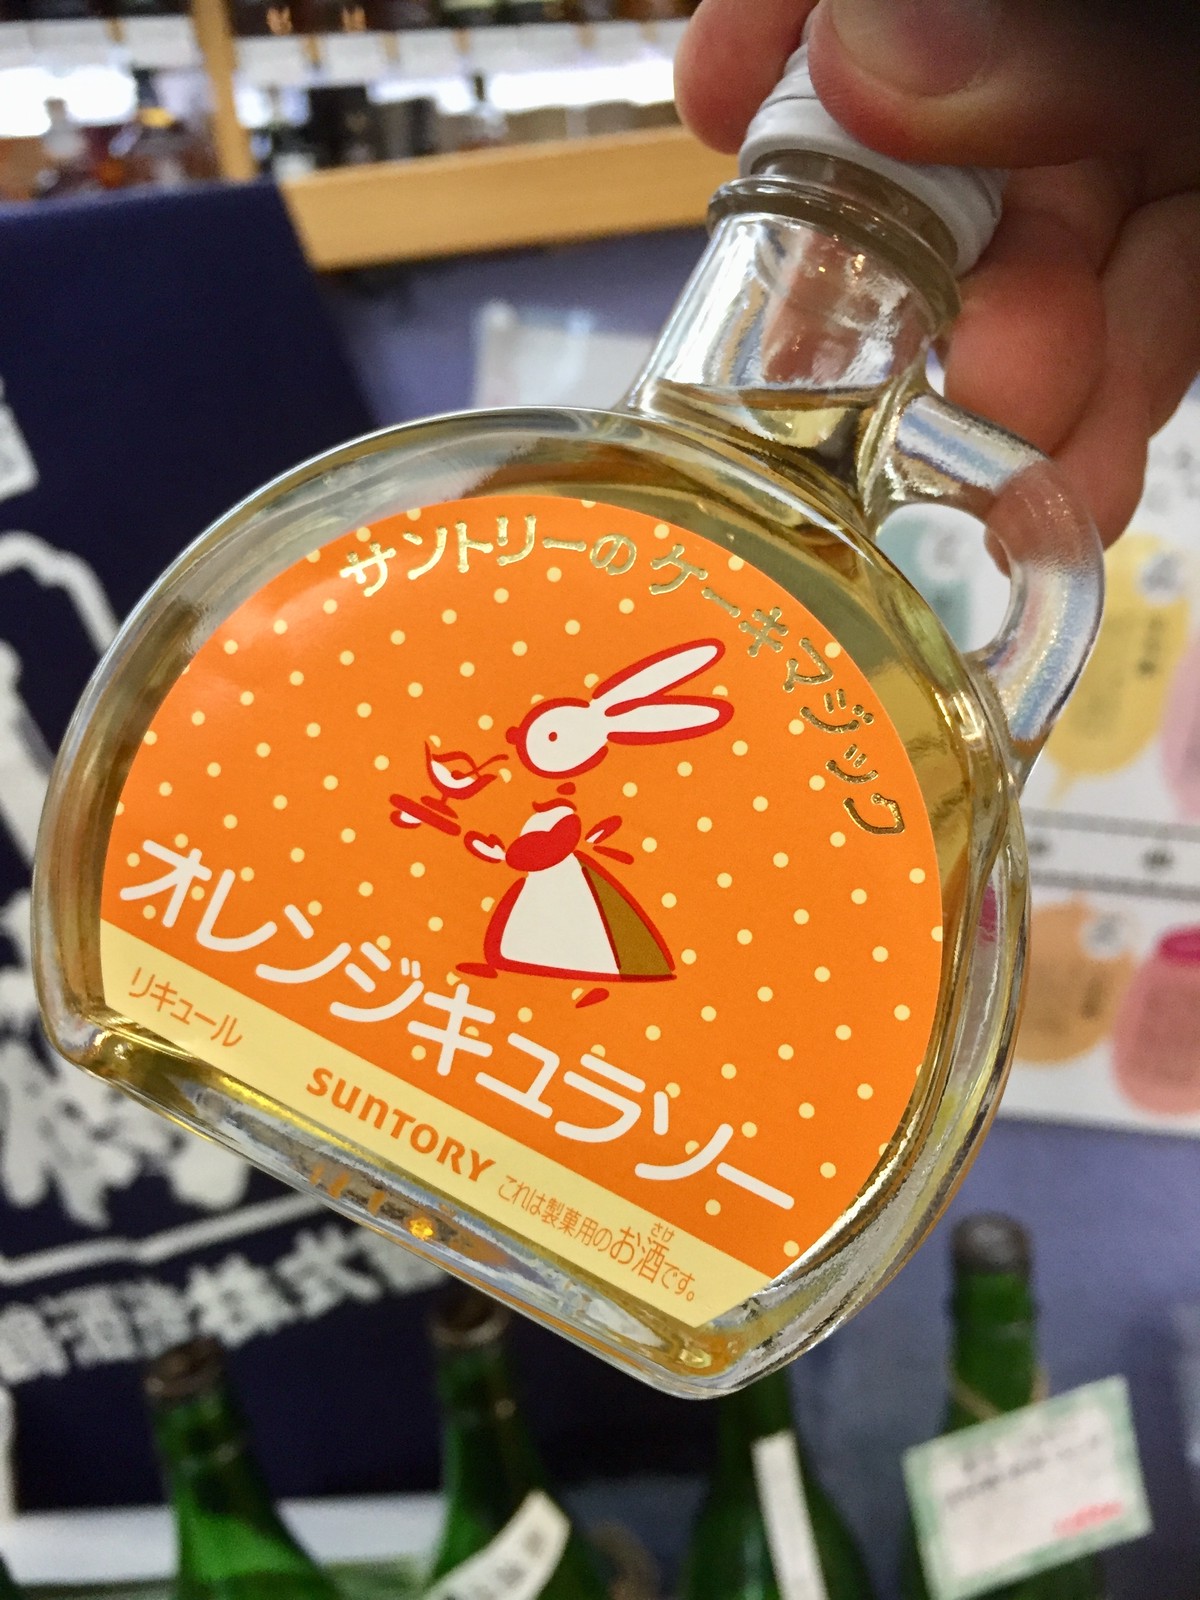 サントリーのケーキマジック
オレンジキュラソー
リキュール
SUNTORY
これは製菓用のお酒です。
さけ